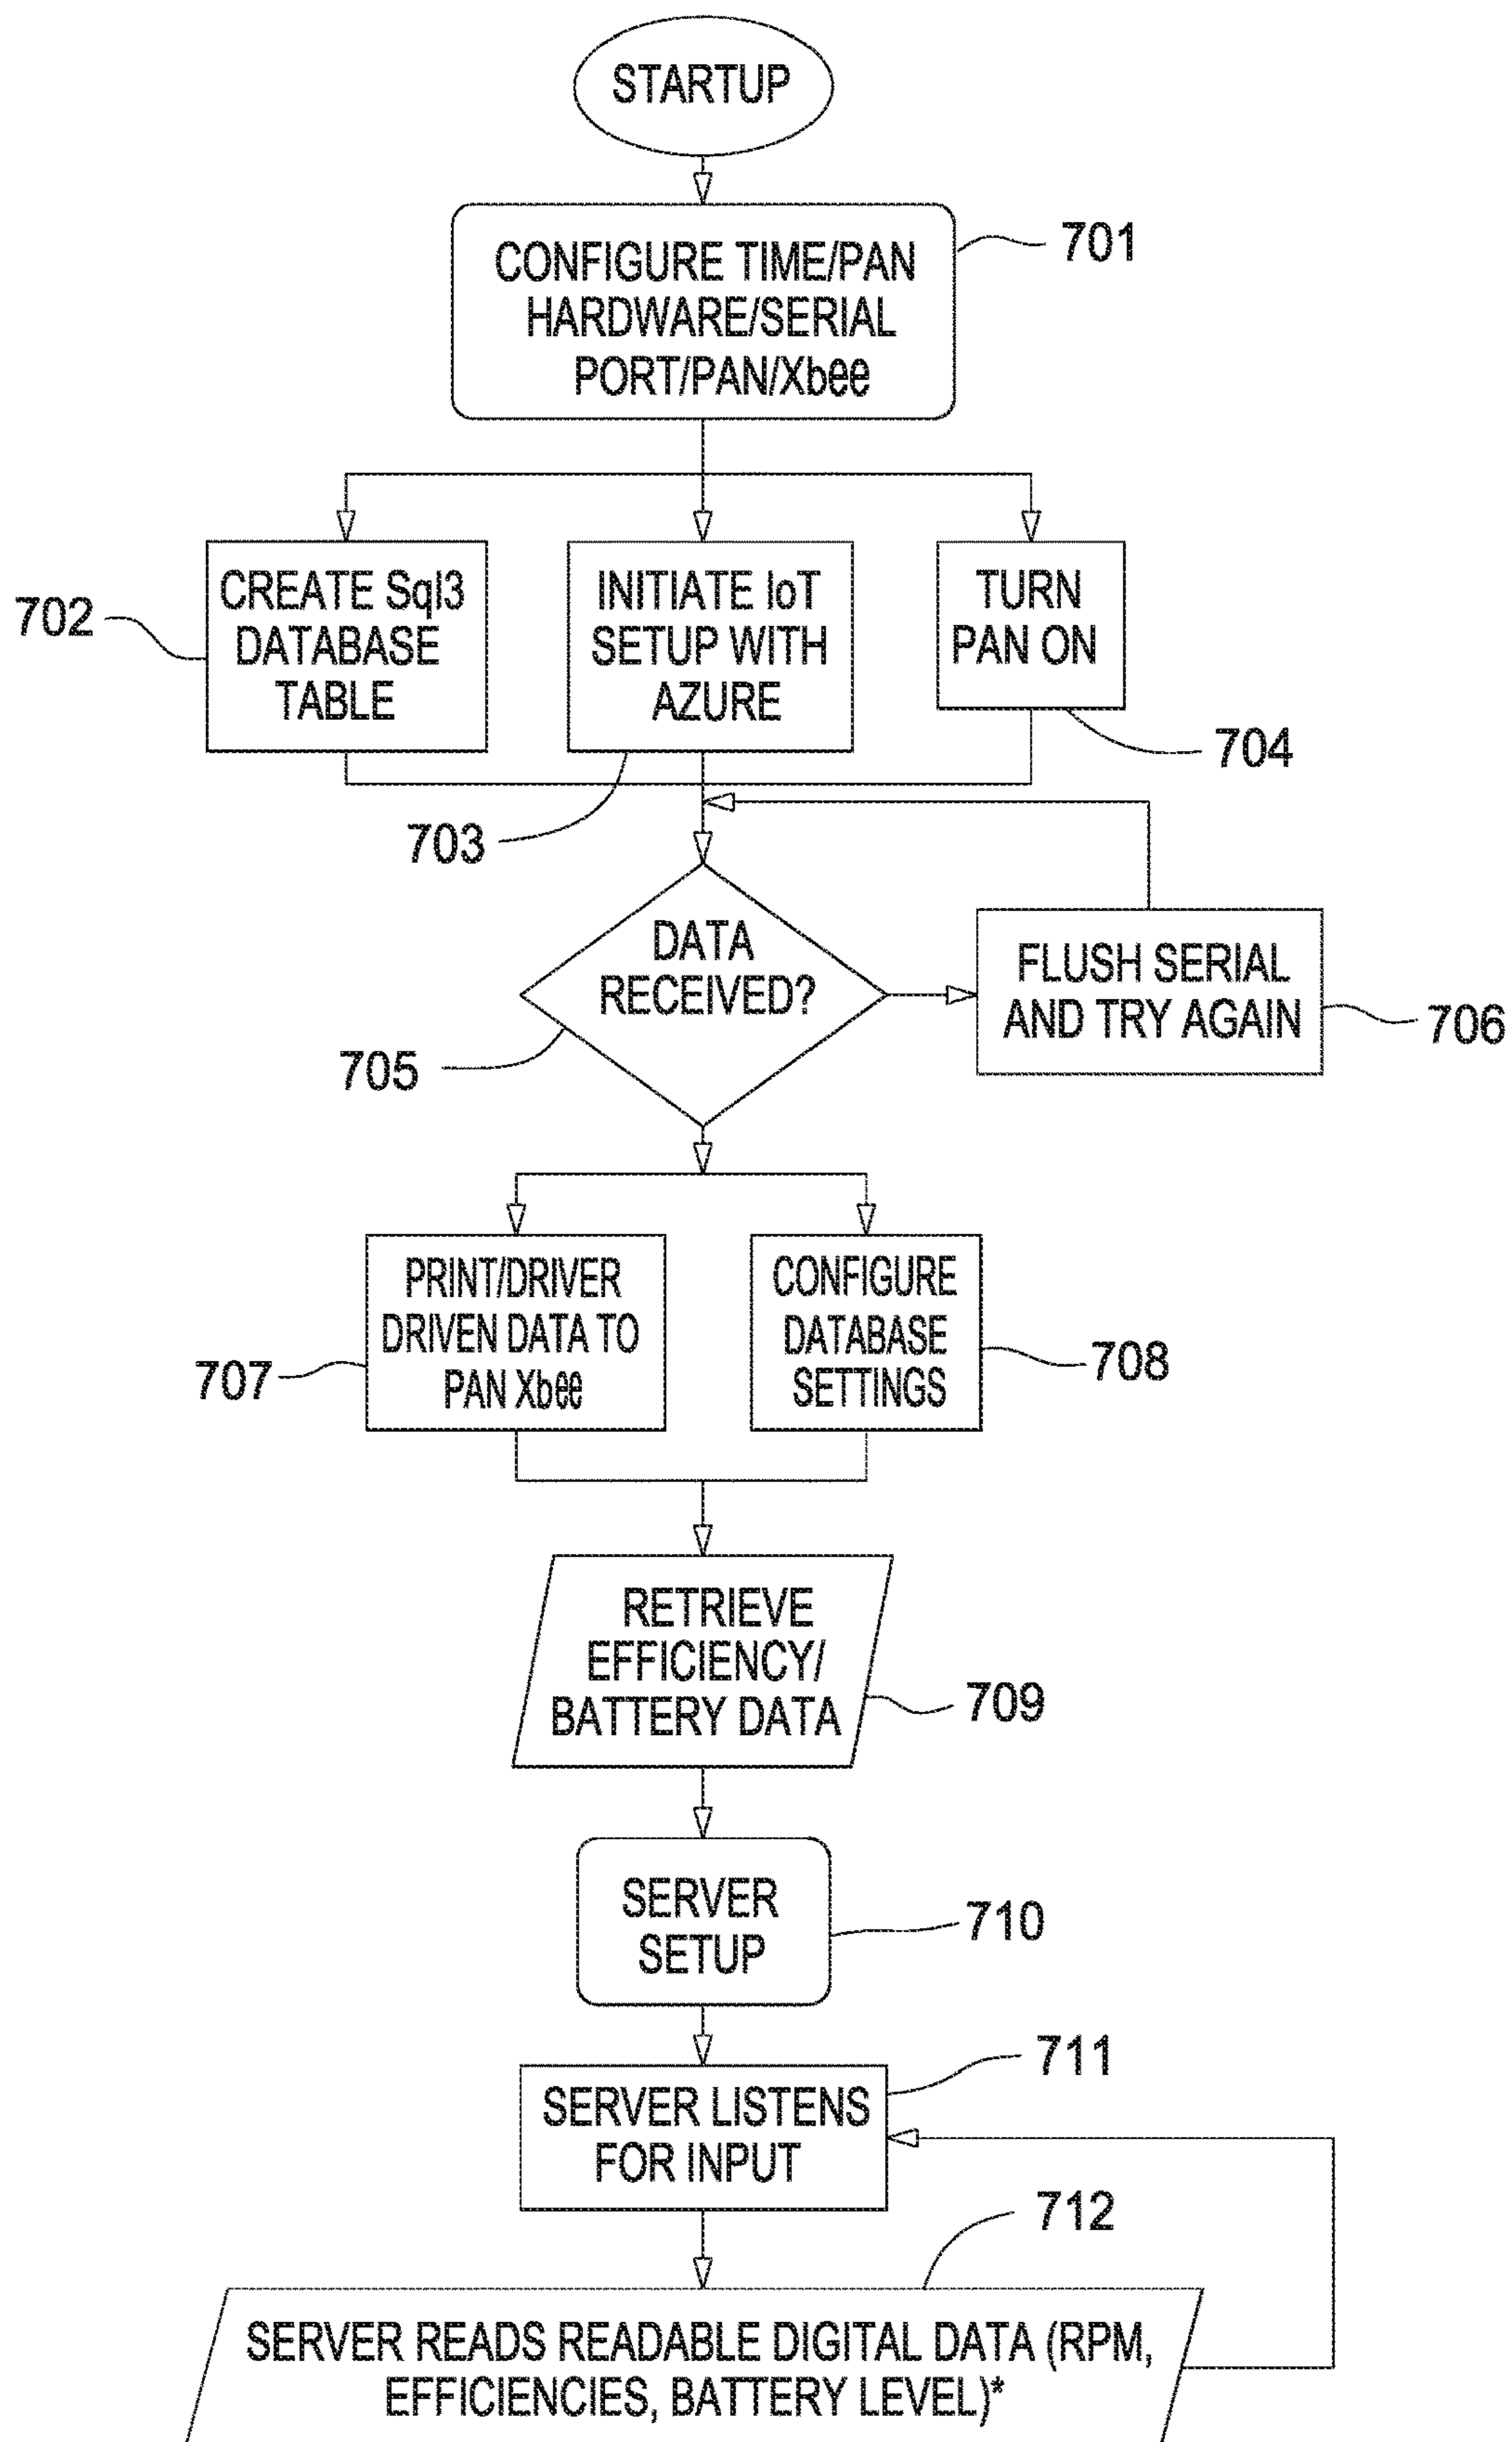 STARTUP
CONFIGURE TIME/PAN
HARDWARE/SERIAL
PORT/PAN/Xbee
701
CREATE Sql3
DATABASE
TABLE
702
INITIATE IoT
SETUP WITH
AZURE
703
TURN
PAN ON
704
DATA
RECEIVED?
705
FLUSH SERIAL
AND TRY AGAIN
706
PRINT/DRIVER
DRIVEN DATA TO
PAN Xbee
707
CONFIGURE
DATABASE
SETTINGS
708
RETRIEVE
EFFICIENCY/
BATTERY DATA
709
SERVER
SETUP
710
SERVER LISTENS
FOR INPUT
711
712
SERVER READS READABLE DIGITAL DATA (RPM,
EFFICIENCIES, BATTERY LEVEL)*